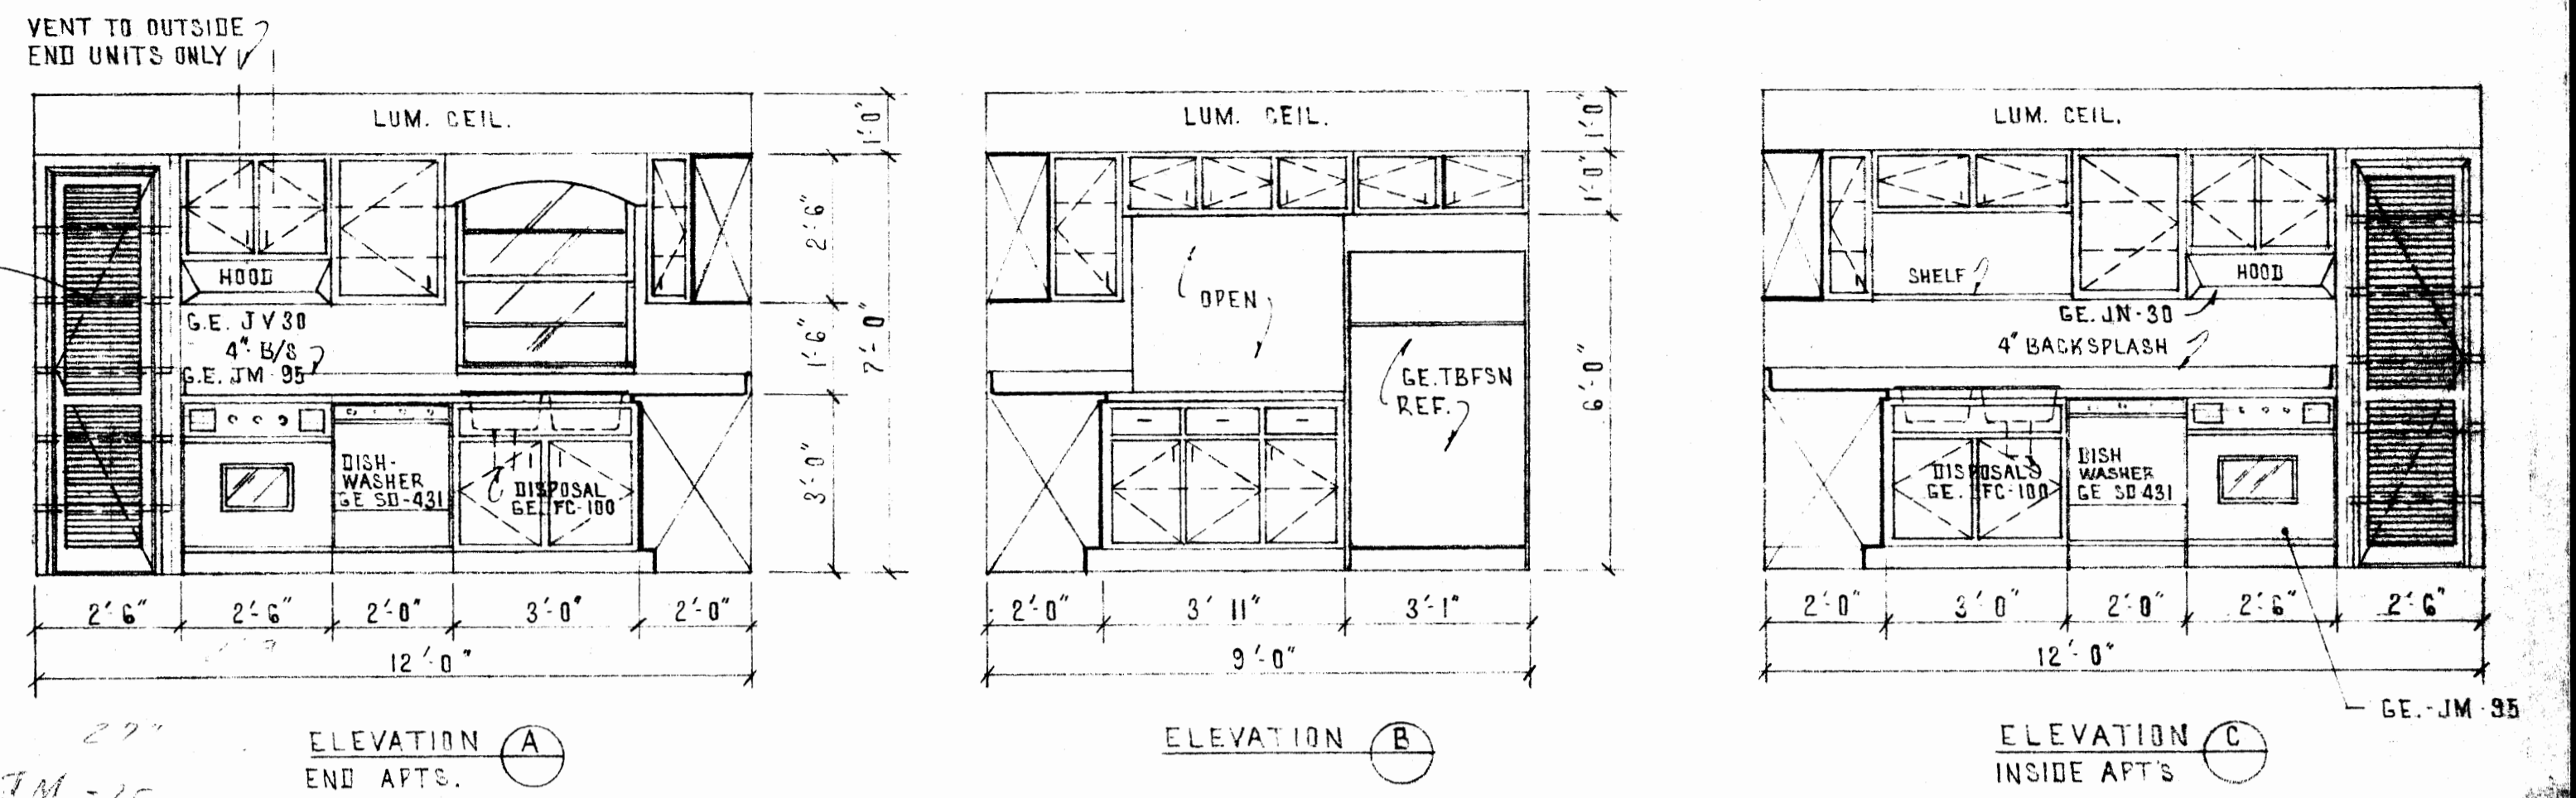 VENT TO OUTSIDE
END UNITS ONLY
LUM. CEIL.
HOOD
G.E. JV30
4" B/S
G.E. JM-95
DISH-
WASHER
GE SD-431
DISPOSAL
GE. FC-100
1'-0"
2'-6"
1'-6"
7'-0"
3'-0"
2'-6"
2'-6"
2'-0"
3'-0"
2'-0"
12'-0"
ELEVATION A
END APTS.
29"
LUM. CEIL.
OPEN
GE.TBFSN
REF.
1'-0"
1'-0"
6'-0"
2'-0"
3' 11"
3'-1"
9'-0"
ELEVATION B
LUM. CEIL.
SHELF
HOOD
GE. JN-30
4" BACKSPLASH
DISPOSAL
GE. FC-100
DISH
WASHER
GE SD 431
2'-0"
3'-0"
2'-0"
2'-6"
2'-6"
12'-0"
GE.-JM-95
ELEVATION C
INSIDE APT'S